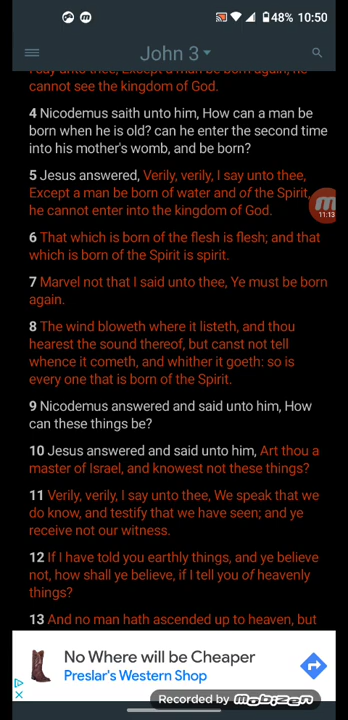 48% 10:50
John 3
I say unto thee, Except a man be born again, he
cannot see the kingdom of God.
4 Nicodemus saith unto him, How can a man be
born when he is old? can he enter the second time
into his mother's womb, and be born?
5 Jesus answered, Verily, verily, I say unto thee,
Except a man be born of water and of the Spirit,
he cannot enter into the kingdom of God.
11:13
6 That which is born of the flesh is flesh; and that
which is born of the Spirit is spirit.
7 Marvel not that I said unto thee, Ye must be born
again.
8 The wind bloweth where it listeth, and thou
hearest the sound thereof, but canst not tell
whence it cometh, and whither it goeth: so is
every one that is born of the Spirit.
9 Nicodemus answered and said unto him, How
can these things be?
10 Jesus answered and said unto him, Art thou a
master of Israel, and knowest not these things?
11 Verily, verily, I say unto thee, We speak that we
do know, and testify that we have seen; and ye
receive not our witness.
12 If I have told you earthly things, and ye believe
not, how shall ye believe, if I tell you of heavenly
things?
13 And no man hath ascended up to heaven, but
No Where will be Cheaper
Preslar's Western Shop
Recorded by mobizen